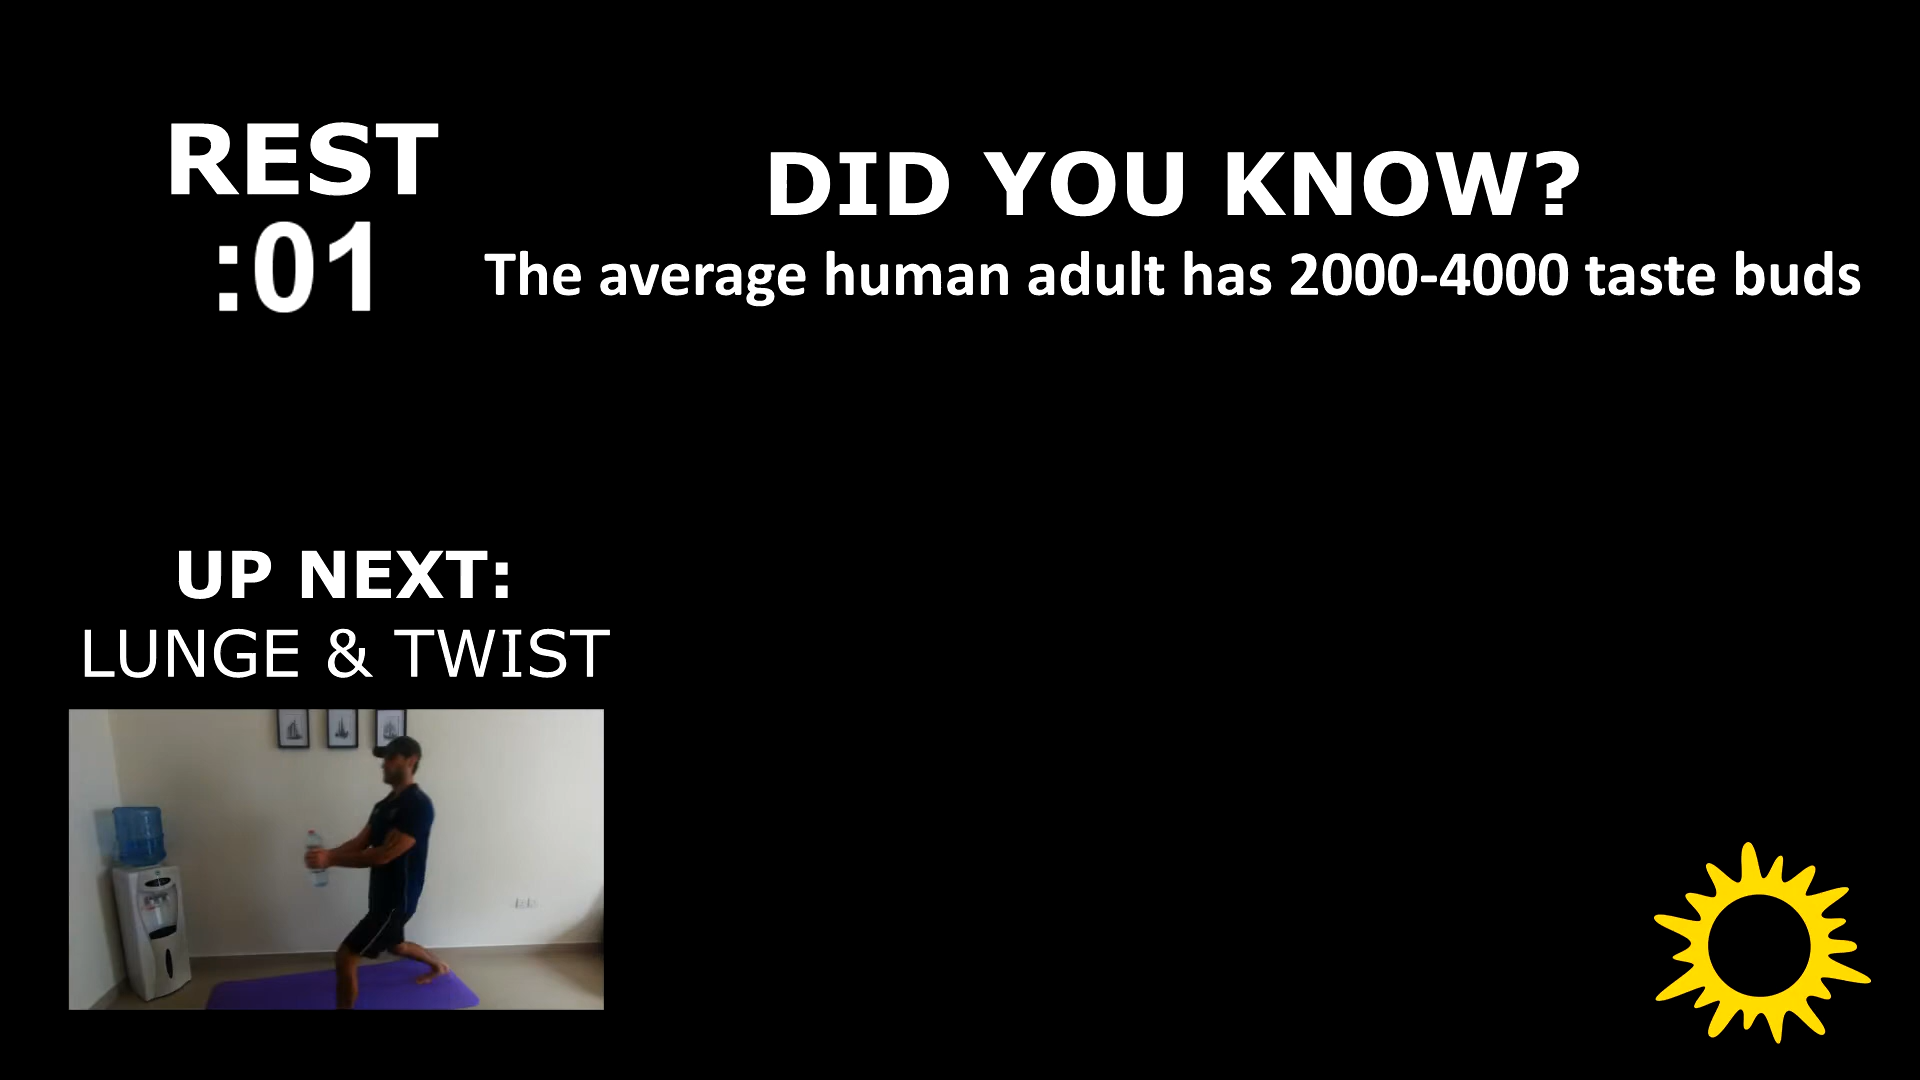 REST
:01
DID YOU KNOW?
The average human adult has 2000-4000 taste buds
UP NEXT:
LUNGE & TWIST